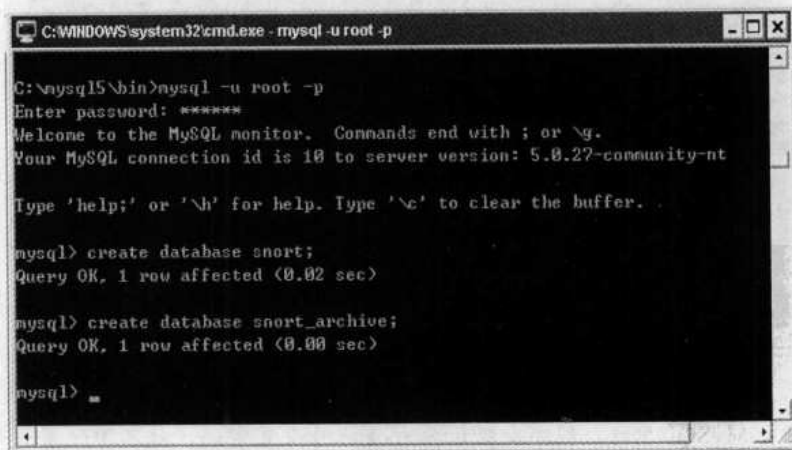 C:\WINDOWS\system32\cmd.exe - mysql -u root -p
C:\mysql5\bin>mysql -u root -p
Enter password: ******
Welcome to the MySQL monitor.  Commands end with ; or \g.
Your MySQL connection id is 10 to server version: 5.0.27-community-nt
Type 'help;' or '\h' for help. Type '\c' to clear the buffer.
mysql> create database snort;
Query OK, 1 row affected (0.02 sec)
mysql> create database snort_archive;
Query OK, 1 row affected (0.00 sec)
mysql> _